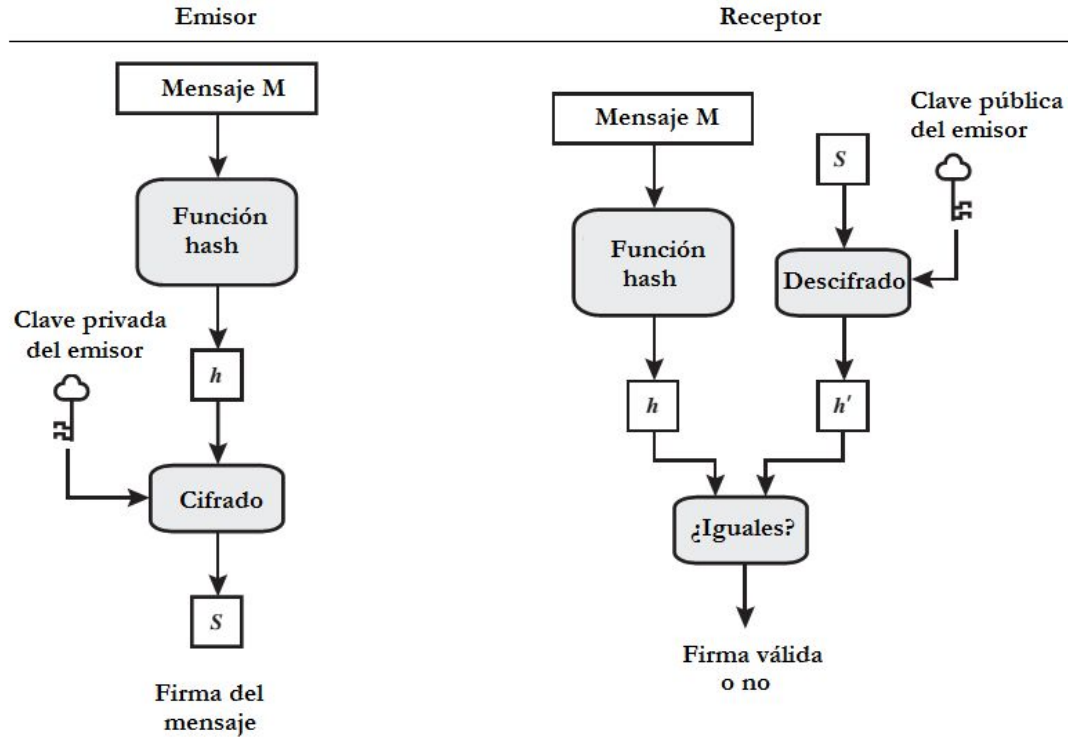 Emisor
Receptor
Mensaje M
Función
hash
Clave privada
del emisor
h
Cifrado
S
Firma del
mensaje
Mensaje M
Clave pública
del emisor
S
Función
hash
Descifrado
h
h'
¿Iguales?
Firma válida
o no